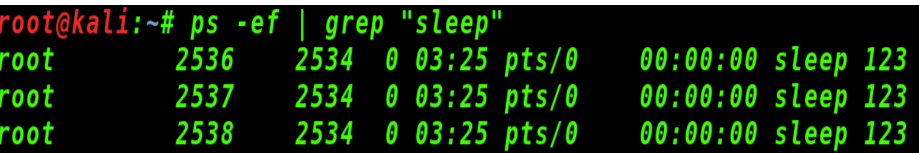 root@kali:~# ps -ef | grep "sleep"
root 2536 2534 0 03:25 pts/0 00:00:00 sleep 123
root 2537 2534 0 03:25 pts/0 00:00:00 sleep 123
root 2538 2534 0 03:25 pts/0 00:00:00 sleep 123